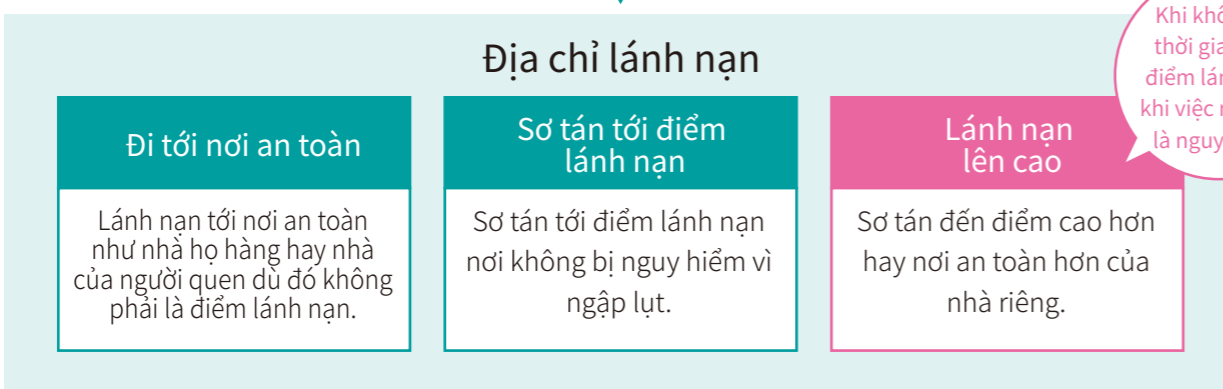 Địa chỉ lánh nạn
Khi
thời
điểm
khi việc
là
Đi tới nơi an toàn
Lánh nạn tới nơi an toàn
như nhà họ hàng hay nhà
của người quen dù đó không
phải là điểm lánh nạn.
Sơ tán tới điểm
lánh nạn
Sơ tán tới điểm lánh nạn
nơi không bị nguy hiểm vì
ngập lụt.
Lánh nạn
lên cao
Sơ tán đến điểm cao hơn
hay nơi an toàn hơn của
nhà riêng.